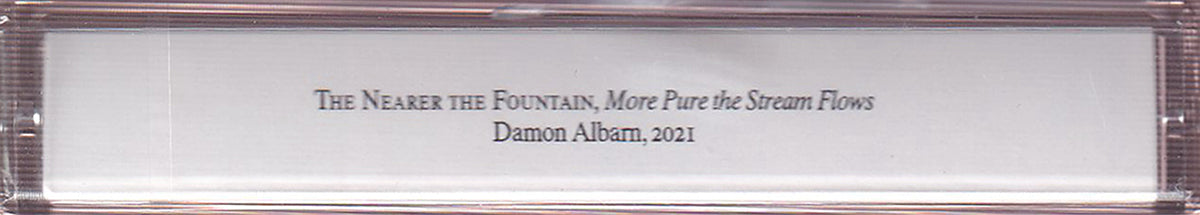 The Nearer the Fountain, More Pure the Stream Flows
Damon Albarn, 2021